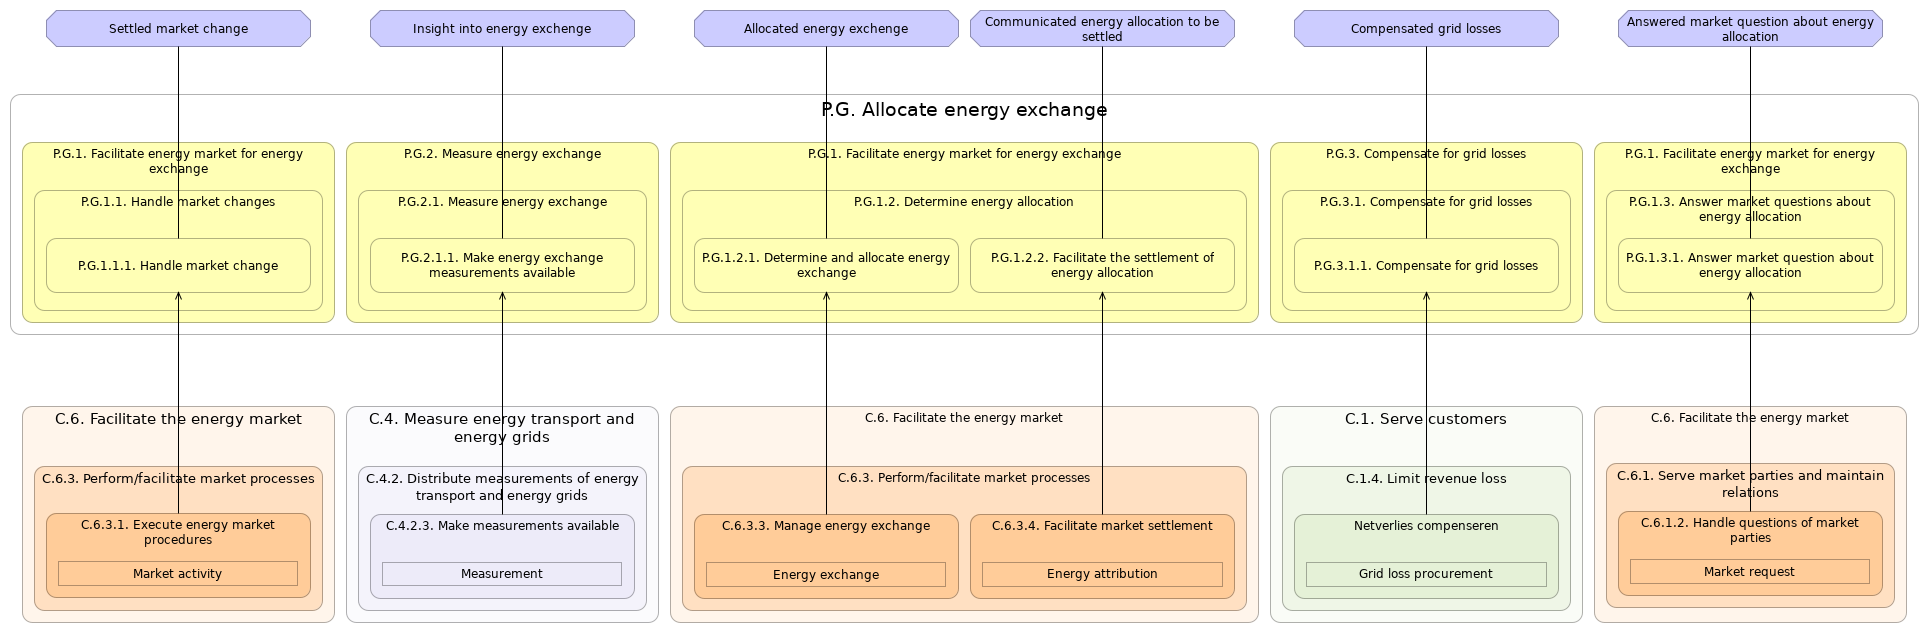 Settled market change
Insight into energy exchenge
Allocated energy exchenge
Communicated energy allocation to be
settled
Compensated grid losses
Answered market question about energy
allocation
P.G. Allocate energy exchange
P.G.1. Facilitate energy market for energy
exchange
P.G.1.1. Handle market changes
P.G.1.1.1. Handle market change
P.G.2. Measure energy exchange
P.G.2.1. Measure energy exchange
P.G.2.1.1. Make energy exchange
measurements available
P.G.1. Facilitate energy market for energy exchange
P.G.1.2. Determine energy allocation
P.G.1.2.1. Determine and allocate energy
exchange
P.G.1.2.2. Facilitate the settlement of
energy allocation
P.G.3. Compensate for grid losses
P.G.3.1. Compensate for grid losses
P.G.3.1.1. Compensate for grid losses
P.G.1. Facilitate energy market for energy
exchange
P.G.1.3. Answer market questions about
energy allocation
P.G.1.3.1. Answer market question about
energy allocation
C.6. Facilitate the energy market
C.6.3. Perform/facilitate market processes
C.6.3.1. Execute energy market
procedures
Market activity
C.4. Measure energy transport and
energy grids
C.4.2. Distribute measurements of energy
transport and energy grids
C.4.2.3. Make measurements available
Measurement
C.6. Facilitate the energy market
C.6.3. Perform/facilitate market processes
C.6.3.3. Manage energy exchange
Energy exchange
C.6.3.4. Facilitate market settlement
Energy attribution
C.1. Serve customers
C.1.4. Limit revenue loss
Netverlies compenseren
Grid loss procurement
C.6. Facilitate the energy market
C.6.1. Serve market parties and maintain
relations
C.6.1.2. Handle questions of market
parties
Market request